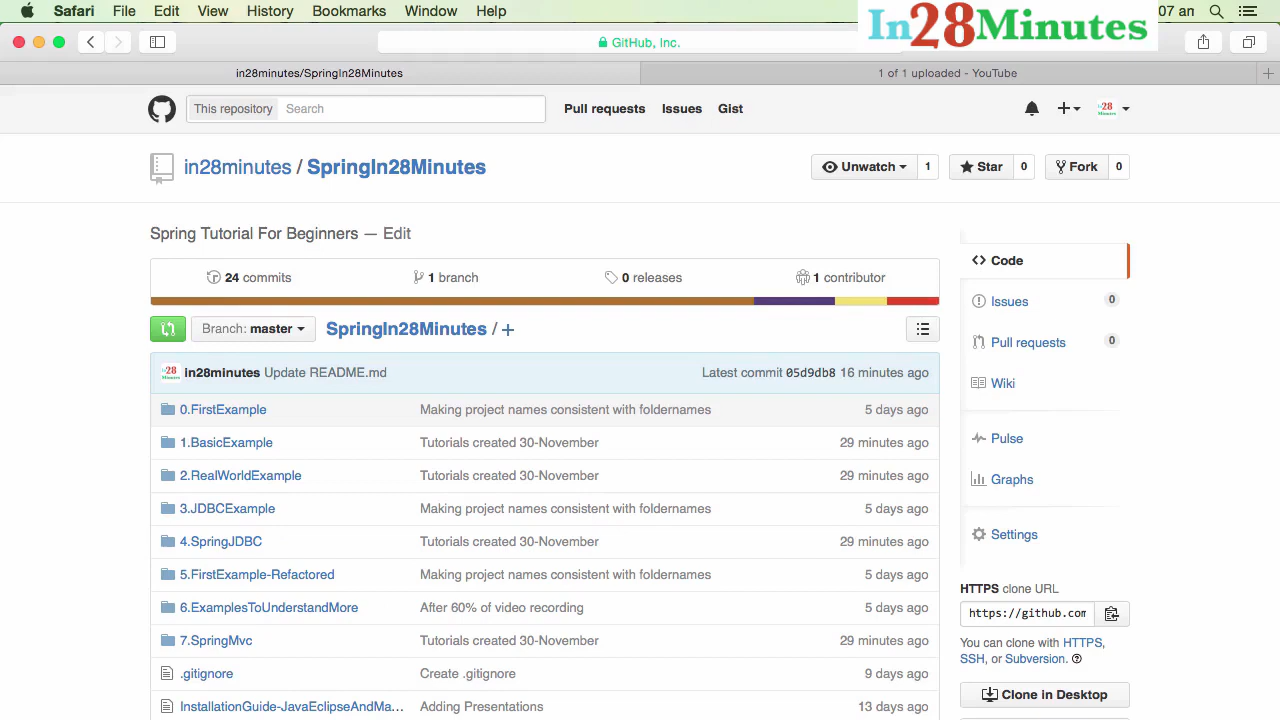 Safari File Edit View History Bookmarks Window Help 07 an
In28Minutes
GitHub, Inc.
in28minutes/SpringIn28Minutes 1 of 1 uploaded - YouTube
This repository Search Pull requests Issues Gist
in28minutes / SpringIn28Minutes Unwatch 1 Star 0 Fork 0
Spring Tutorial For Beginners — Edit
24 commits 1 branch 0 releases 1 contributor
Branch: master SpringIn28Minutes / +
in28minutes Update README.md Latest commit 05d9db8 16 minutes ago
0.FirstExample Making project names consistent with foldernames 5 days ago
1.BasicExample Tutorials created 30-November 29 minutes ago
2.RealWorldExample Tutorials created 30-November 29 minutes ago
3.JDBCExample Making project names consistent with foldernames 5 days ago
4.SpringJDBC Tutorials created 30-November 29 minutes ago
5.FirstExample-Refactored Making project names consistent with foldernames 5 days ago
6.ExamplesToUnderstandMore After 60% of video recording 5 days ago
7.SpringMvc Tutorials created 30-November 29 minutes ago
.gitignore Create .gitignore 9 days ago
InstallationGuide-JavaEclipseAndMa... Adding Presentations 13 days ago
Code
Issues 0
Pull requests 0
Wiki
Pulse
Graphs
Settings
HTTPS clone URL
https://github.com
You can clone with HTTPS,
SSH, or Subversion.
Clone in Desktop